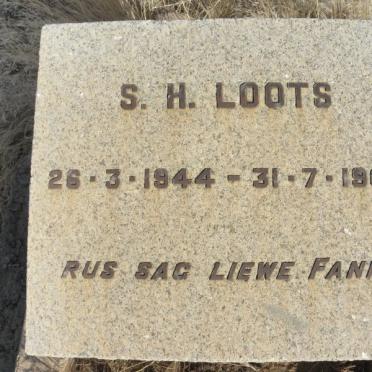 S. H. LOOTS
26·3·1944 – 31·7·19
RUS SAG LIEWE